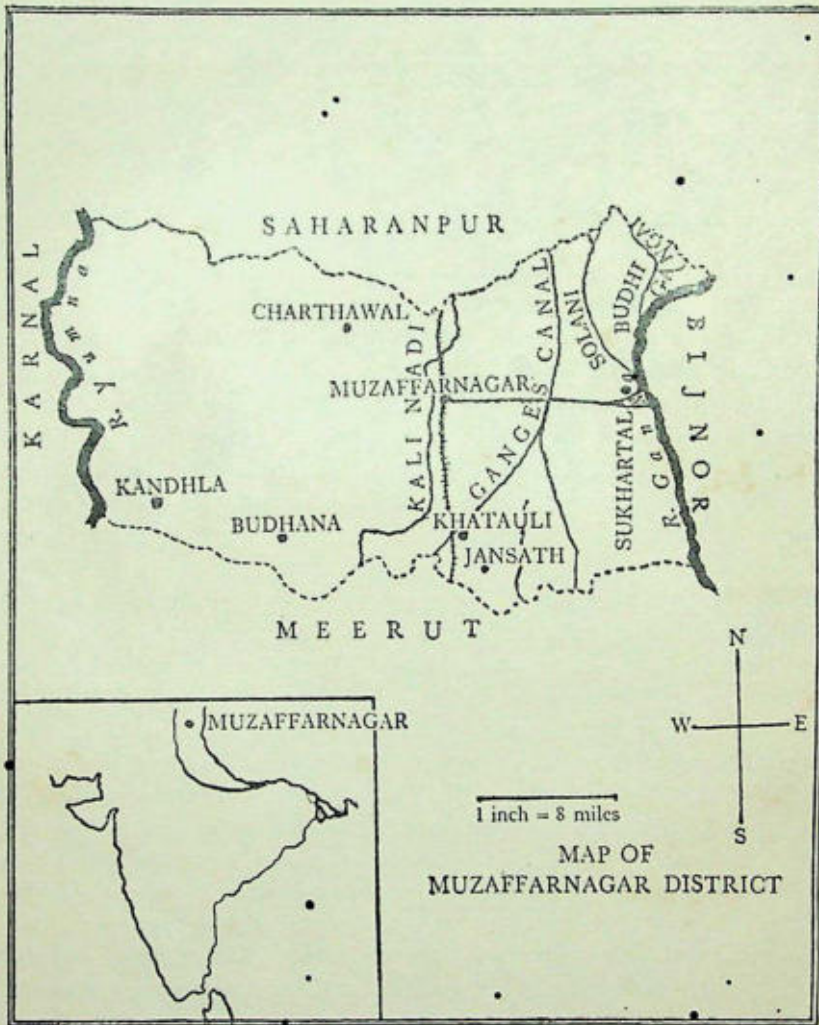 SAHARANPUR
KARNAL
R. Yumna
CHARTHAWAL
KALI NADI
MUZAFFARNAGAR
GANGES CANAL
SOLANI
BUDHI
GANGA
BIJNOR
SUKHARTAL
R. Ganga
KANDHLA
BUDHANA
KHATAULI
JANSATH
MEERUT
N
W
E
S
MUZAFFARNAGAR
1 inch = 8 miles
MAP OF
MUZAFFARNAGAR DISTRICT